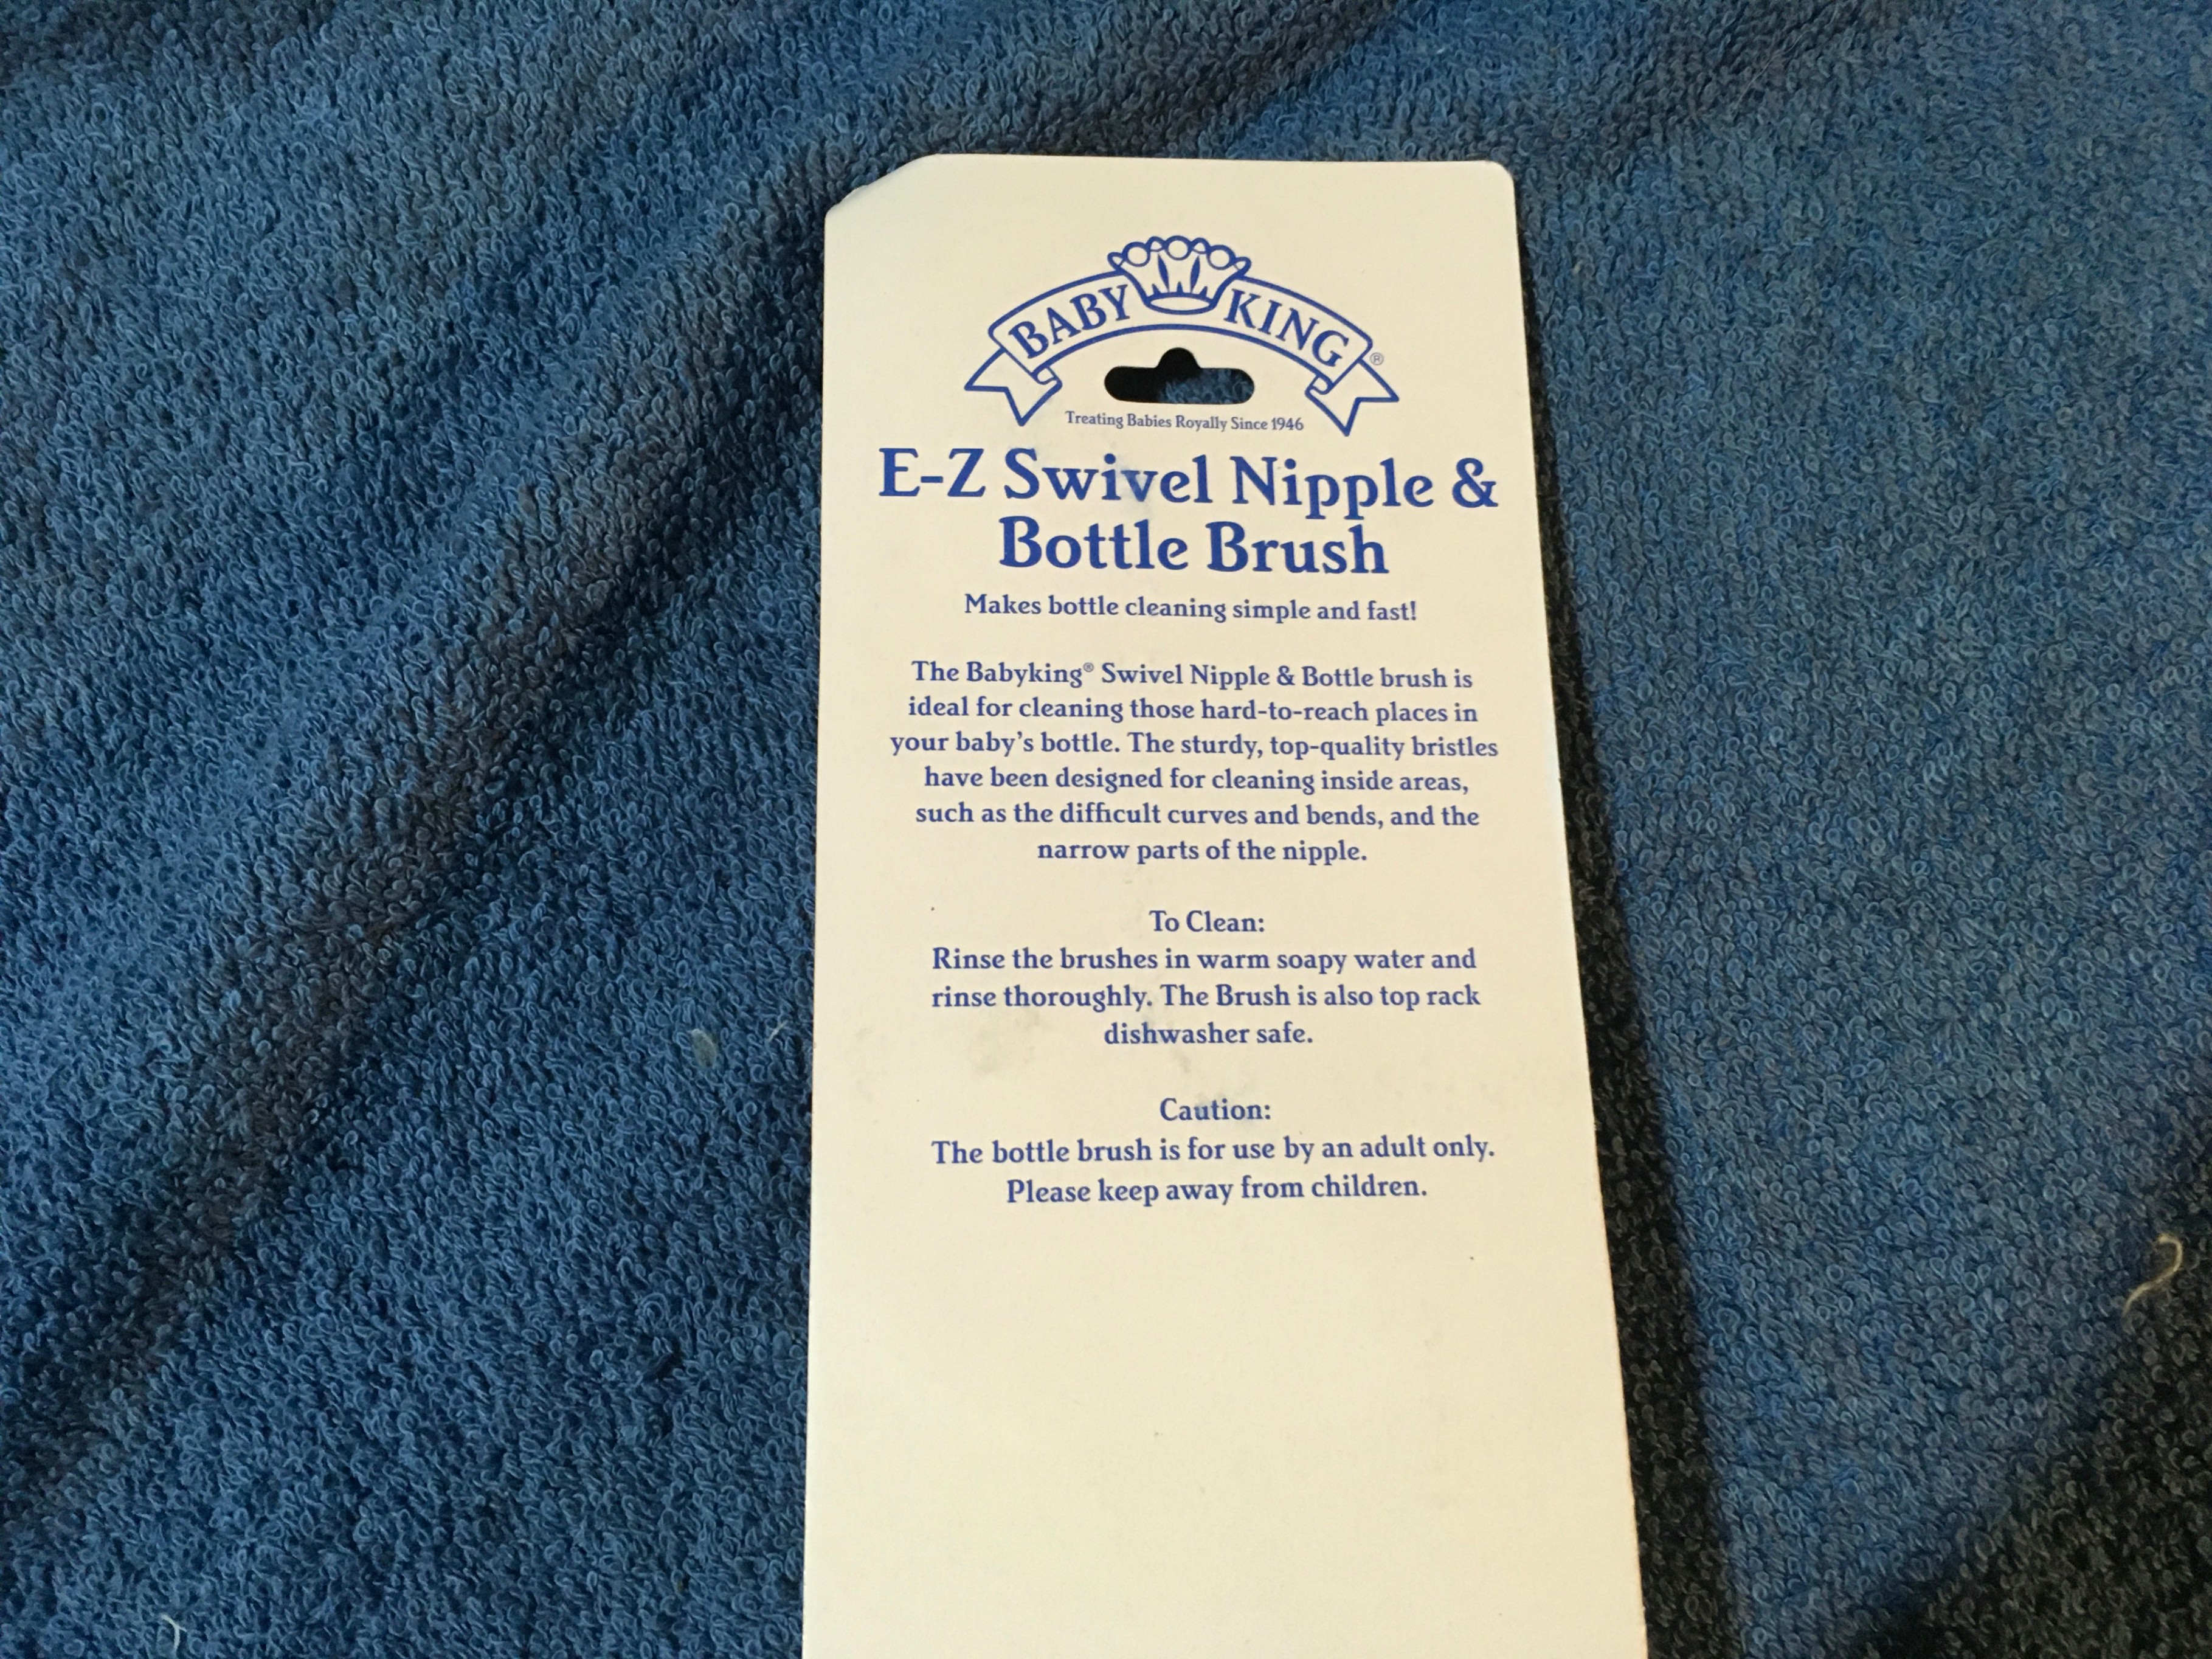 BABY KING®
Treating Babies Royally Since 1946
E-Z Swivel Nipple &
Bottle Brush
Makes bottle cleaning simple and fast!
The Babyking® Swivel Nipple & Bottle brush is
ideal for cleaning those hard-to-reach places in
your baby's bottle. The sturdy, top-quality bristles
have been designed for cleaning inside areas,
such as the difficult curves and bends, and the
narrow parts of the nipple.
To Clean:
Rinse the brushes in warm soapy water and
rinse thoroughly. The Brush is also top rack
dishwasher safe.
Caution:
The bottle brush is for use by an adult only.
Please keep away from children.